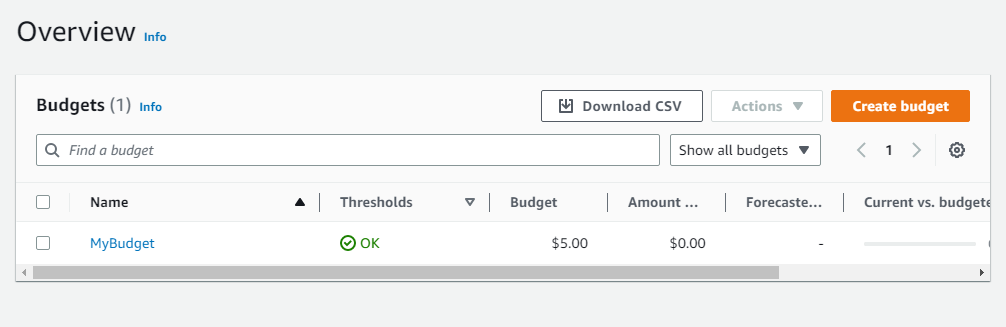 Overview Info
Budgets (1) Info
Download CSV
Actions
Create budget
Find a budget
Show all budgets
1
Name Thresholds Budget Amount ... Forecaste... Current vs. budgete
MyBudget OK $5.00 $0.00 -